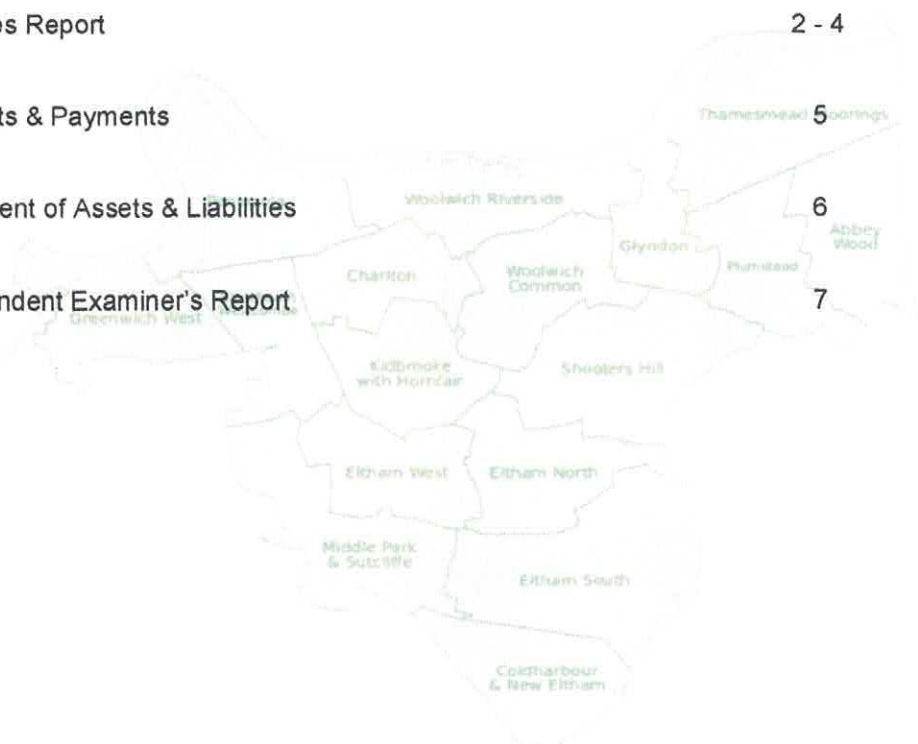 es Report 2 - 4
ts & Payments 5
Thamesmead Moorings
ent of Assets & Liabilities 6
Woolwich Riverside
Abbey
Wood
Glyndon
Plumstead
Charlton
Woolwich
Common
ndent Examiner's Report 7
Greenwich West
Kidbrooke
with Hornfair
Shooters Hill
Eltham West
Eltham North
Middle Park
& Sutcliffe
Eltham South
Coldharbour
& New Eltham